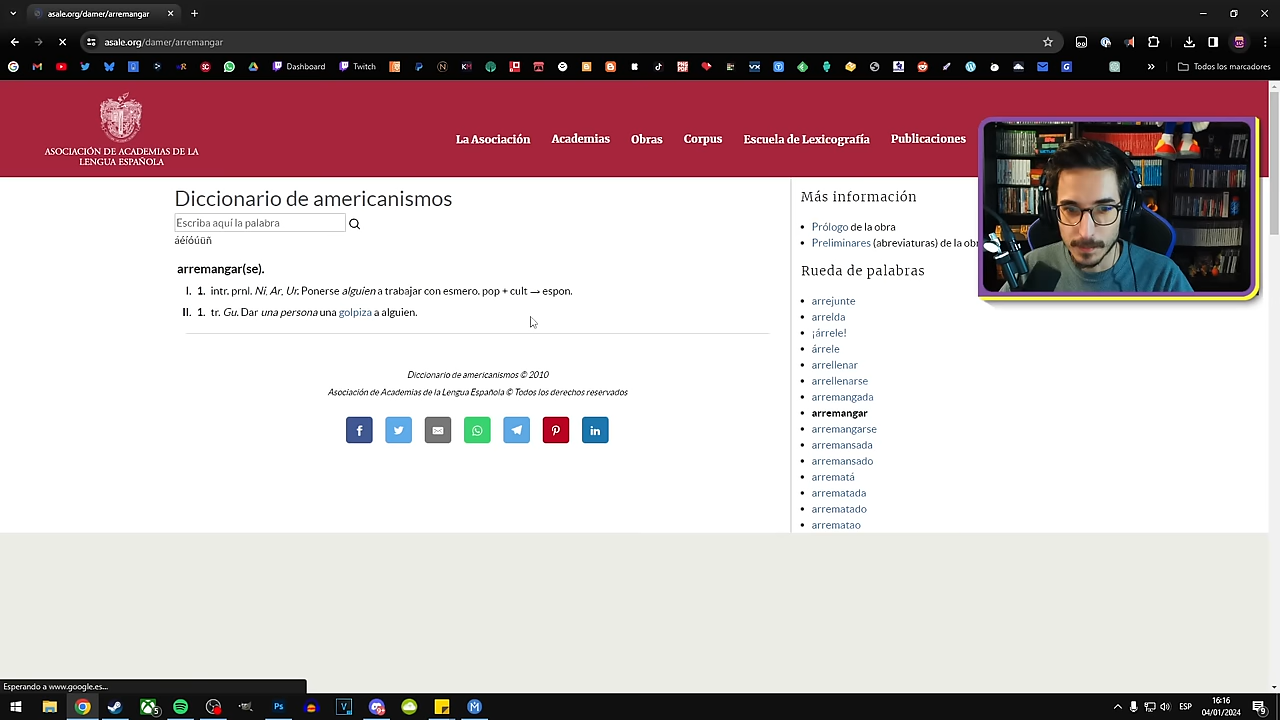 asale.org/damer/arremangar
asale.org/damer/arremangar
Dashboard
Twitch
Todos los marcadores
ASOCIACIÓN DE ACADEMIAS DE LA
LENGUA ESPAÑOLA
La Asociación Academias Obras Corpus Escuela de Lexicografía Publicaciones
Diccionario de americanismos
Escriba aquí la palabra
áéíóúüñ
arremangar(se).
I. 1. intr. prnl. Ni, Ar, Ur. Ponerse alguien a trabajar con esmero. pop + cult → espon.
II. 1. tr. Gu. Dar una persona una golpiza a alguien.
Diccionario de americanismos © 2010
Asociación de Academias de la Lengua Española © Todos los derechos reservados
Más información
Prólogo de la obra
Preliminares (abreviaturas) de la obr
Rueda de palabras
arrejunte
arrelda
¡árrele!
árrele
arrellenar
arrellenarse
arremangada
arremangar
arremangarse
arremansada
arremansado
arrematá
arrematada
arrematado
arrematao
Esperando a www.google.es...
ESP
16:16
04/01/2024